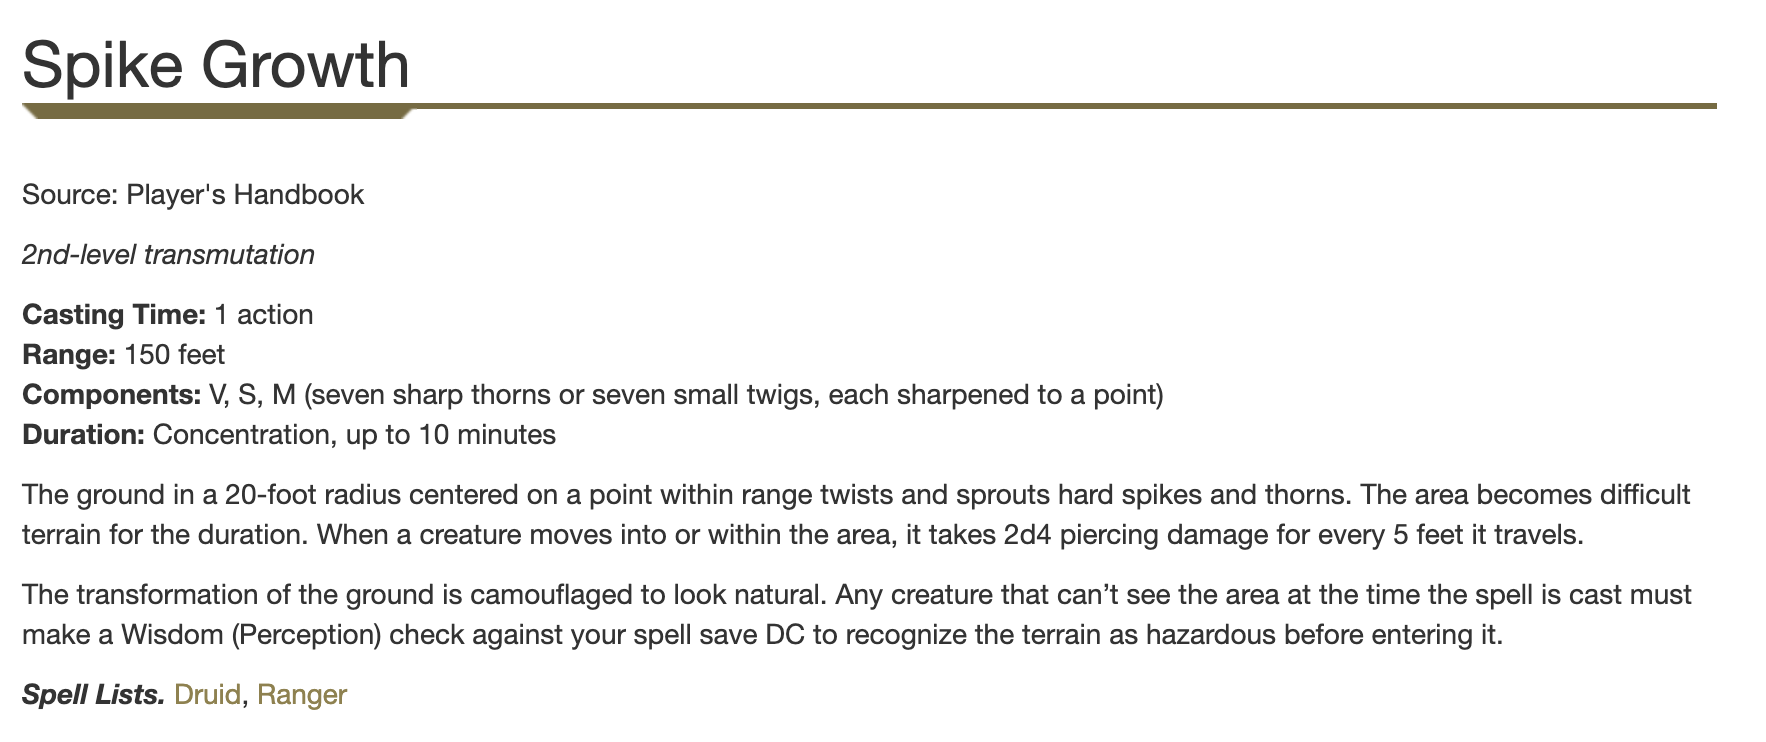 Spike Growth
Source: Player's Handbook
2nd-level transmutation
Casting Time: 1 action
Range: 150 feet
Components: V, S, M (seven sharp thorns or seven small twigs, each sharpened to a point)
Duration: Concentration, up to 10 minutes
The ground in a 20-foot radius centered on a point within range twists and sprouts hard spikes and thorns. The area becomes difficult
terrain for the duration. When a creature moves into or within the area, it takes 2d4 piercing damage for every 5 feet it travels.
The transformation of the ground is camouflaged to look natural. Any creature that can’t see the area at the time the spell is cast must
make a Wisdom (Perception) check against your spell save DC to recognize the terrain as hazardous before entering it.
Spell Lists. Druid, Ranger